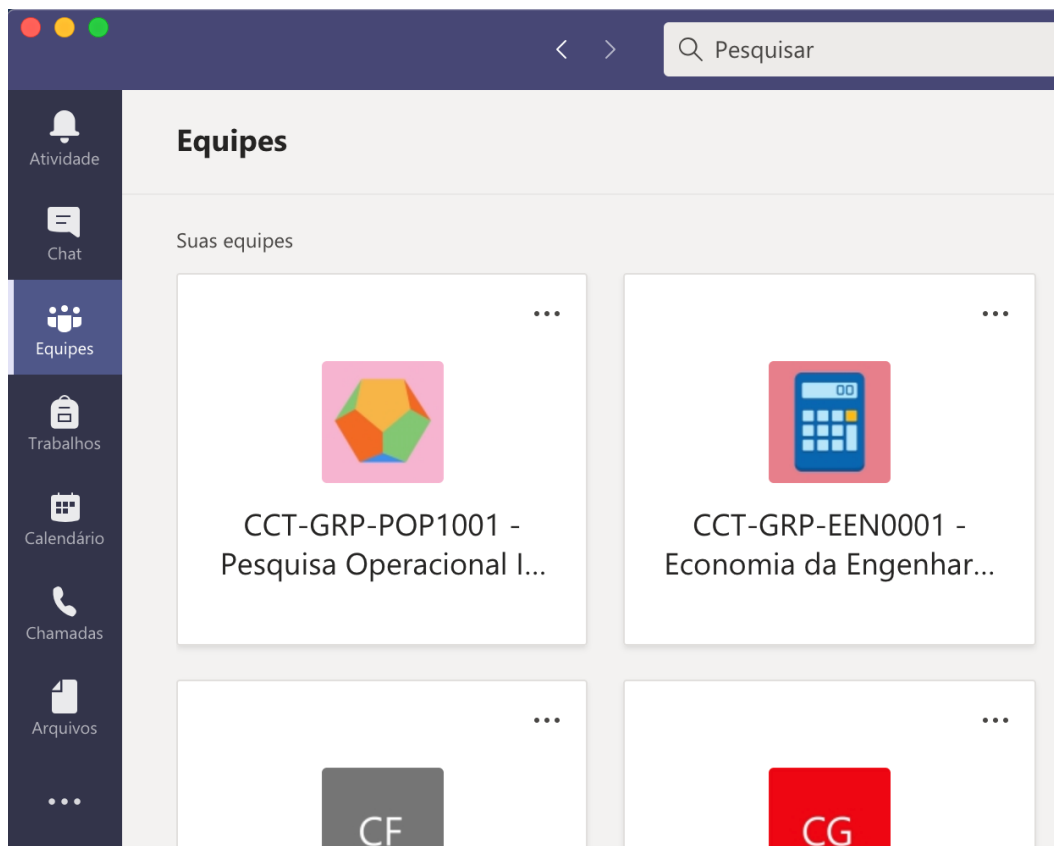 Pesquisar
Atividade
Chat
Equipes
Trabalhos
Calendário
Chamadas
Arquivos
Equipes
Suas equipes
CCT-GRP-POP1001 -
Pesquisa Operacional I...
00
CCT-GRP-EEN0001 -
Economia da Engenhar...
CF
CG